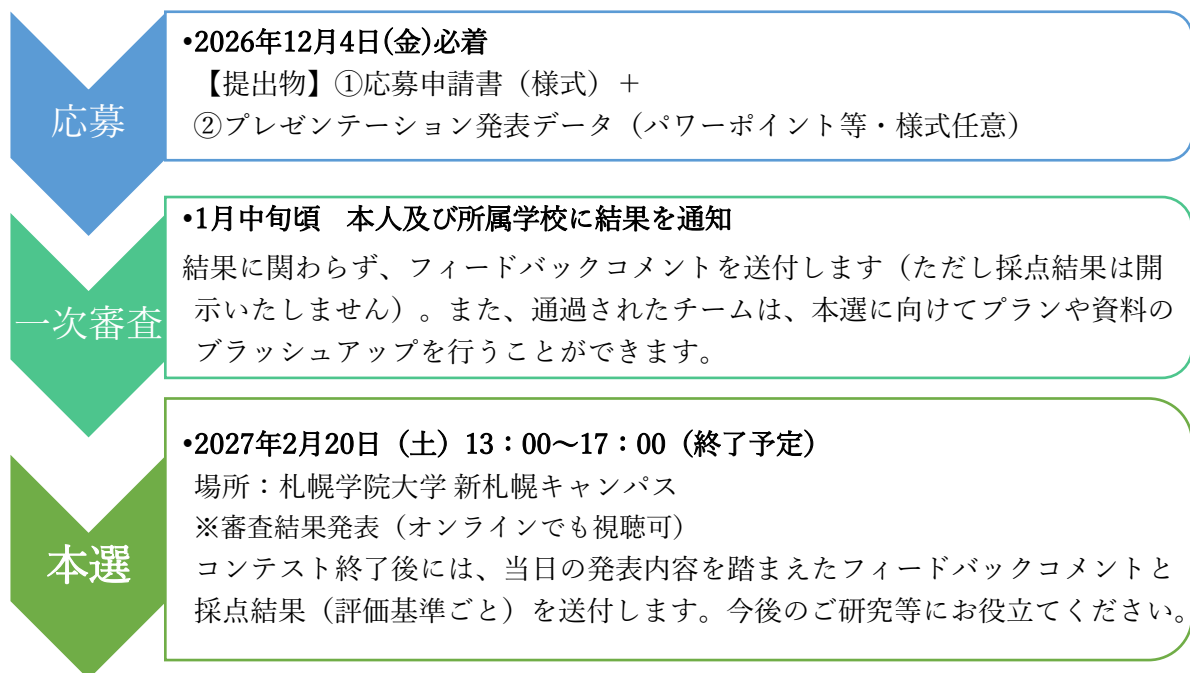 応募
•2026年12月4日(金)必着
【提出物】①応募申請書（様式）＋
②プレゼンテーション発表データ（パワーポイント等・様式任意）
一次審査
•1月中旬頃　本人及び所属学校に結果を通知
結果に関わらず、フィードバックコメントを送付します（ただし採点結果は開
示いたしません）。また、通過されたチームは、本選に向けてプランや資料の
ブラッシュアップを行うことができます。
本選
•2027年2月20日（土）13：00～17：00（終了予定）
場所：札幌学院大学 新札幌キャンパス
※審査結果発表（オンラインでも視聴可）
コンテスト終了後には、当日の発表内容を踏まえたフィードバックコメントと
採点結果（評価基準ごと）を送付します。今後のご研究等にお役立てください。